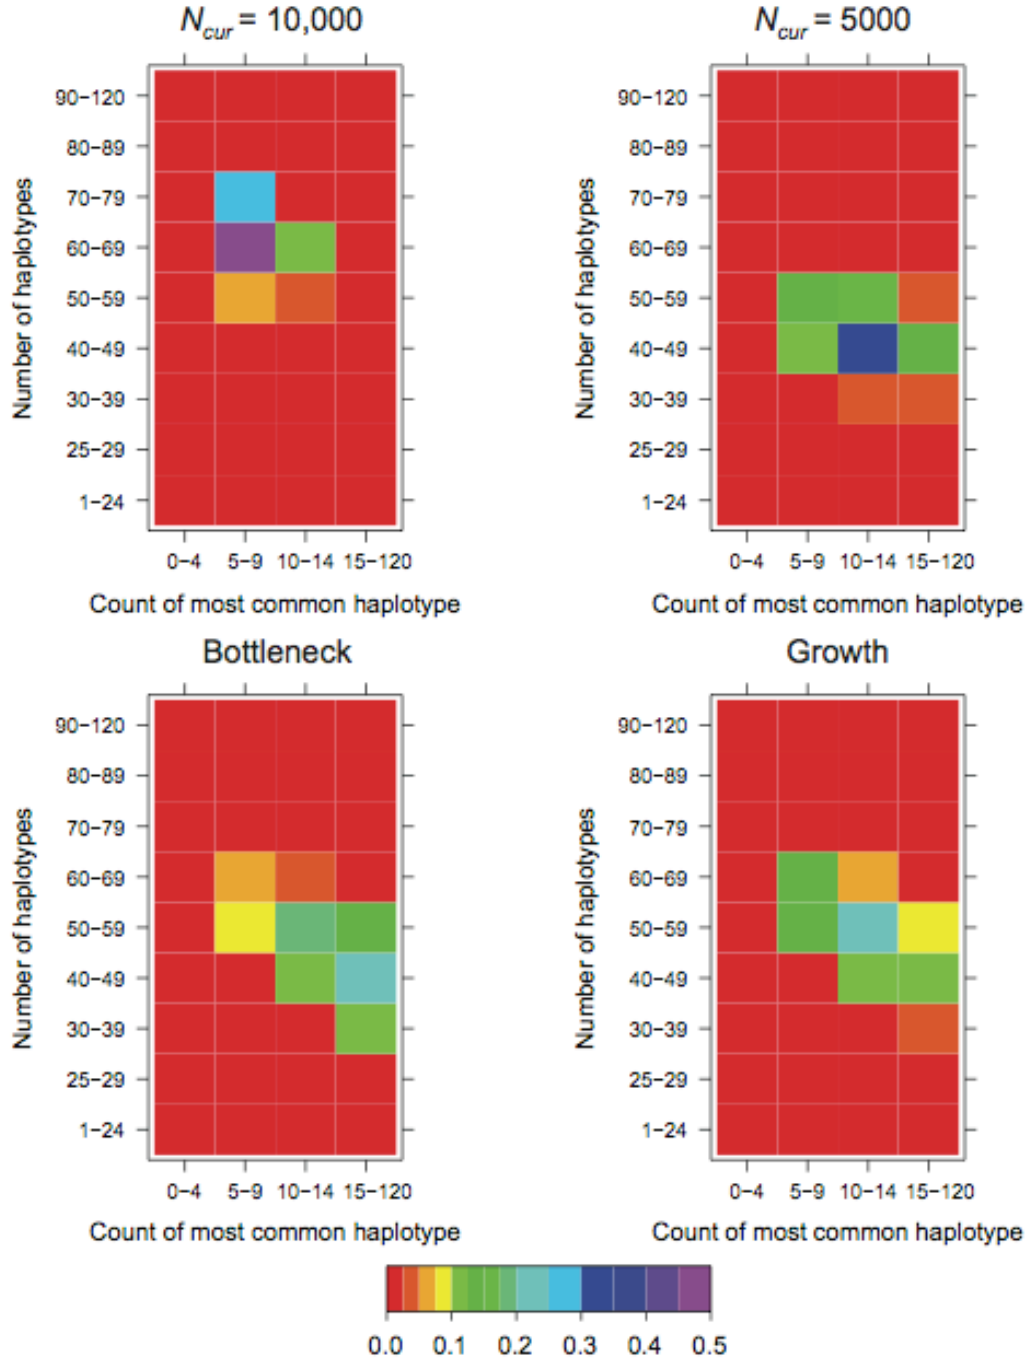 N_cur = 10,000
N_cur = 5000
Number of haplotypes
90−120
80−89
70−79
60−69
50−59
40−49
30−39
25−29
1−24
0−4 5−9 10−14 15−120
Count of most common haplotype
Number of haplotypes
90−120
80−89
70−79
60−69
50−59
40−49
30−39
25−29
1−24
0−4 5−9 10−14 15−120
Count of most common haplotype
Bottleneck
Growth
Number of haplotypes
90−120
80−89
70−79
60−69
50−59
40−49
30−39
25−29
1−24
0−4 5−9 10−14 15−120
Count of most common haplotype
Number of haplotypes
90−120
80−89
70−79
60−69
50−59
40−49
30−39
25−29
1−24
0−4 5−9 10−14 15−120
Count of most common haplotype
0.0 0.1 0.2 0.3 0.4 0.5